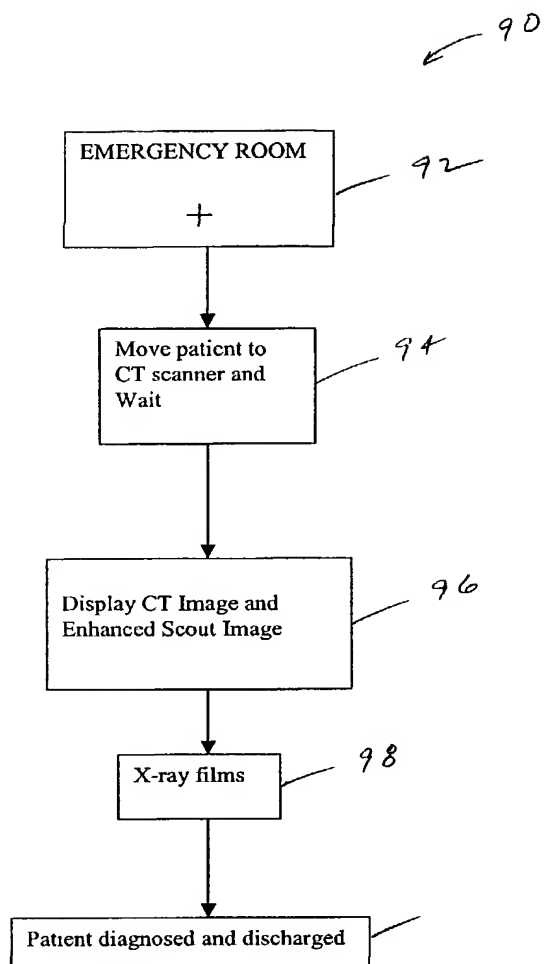 90
EMERGENCY ROOM
+
92
Move patient to
CT scanner and
Wait
94
Display CT Image and
Enhanced Scout Image
96
X-ray films
98
Patient diagnosed and discharged